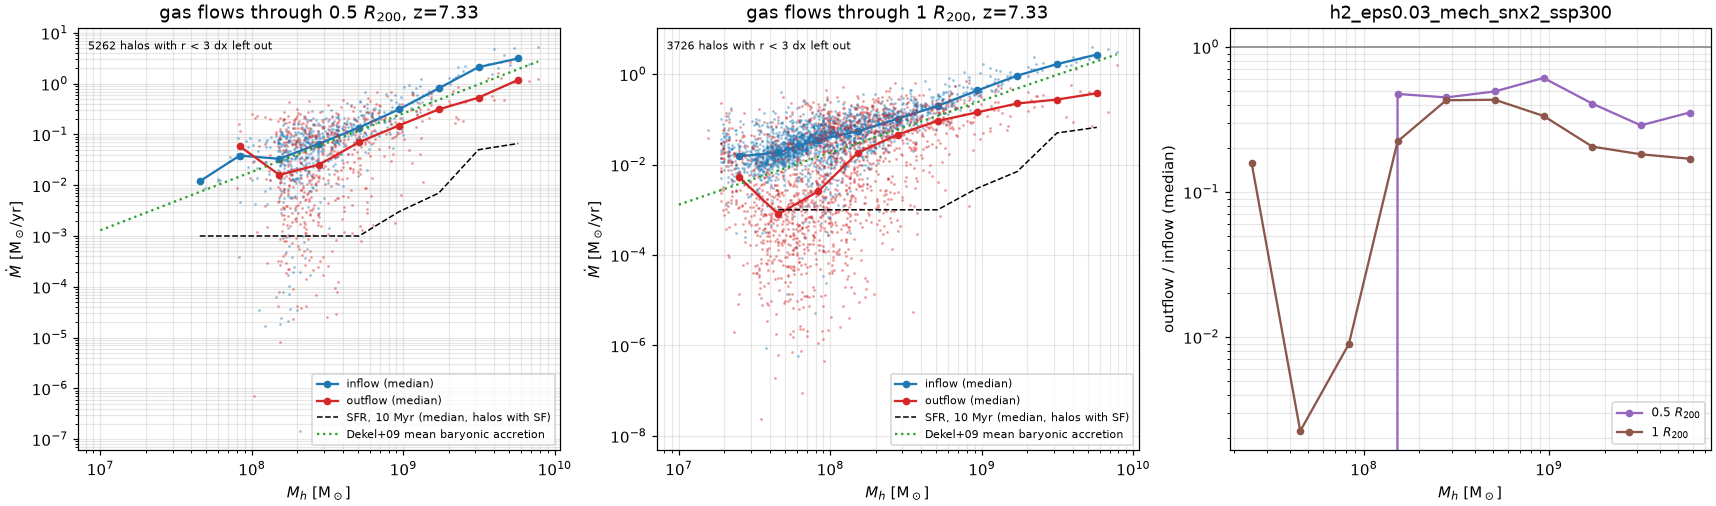 gas flows through 0.5 R₂₀₀, z=7.33
5262 halos with r < 3 dx left out
10¹
10⁰
10⁻¹
10⁻²
10⁻³
10⁻⁴
10⁻⁵
10⁻⁶
10⁻⁷
Ṁ [M⊙/yr]
inflow (median)
outflow (median)
SFR, 10 Myr (median, halos with SF)
Dekel+09 mean baryonic accretion
10⁷ 10⁸ 10⁹ 10¹⁰
Mₕ [M⊙]
gas flows through 1 R₂₀₀, z=7.33
3726 halos with r < 3 dx left out
10⁰
10⁻²
10⁻⁴
10⁻⁶
10⁻⁸
Ṁ [M⊙/yr]
inflow (median)
outflow (median)
SFR, 10 Myr (median, halos with SF)
Dekel+09 mean baryonic accretion
10⁷ 10⁸ 10⁹ 10¹⁰
Mₕ [M⊙]
h2_eps0.03_mech_snx2_ssp300
10⁰
10⁻¹
10⁻²
outflow / inflow (median)
0.5 R₂₀₀
1 R₂₀₀
10⁸ 10⁹
Mₕ [M⊙]